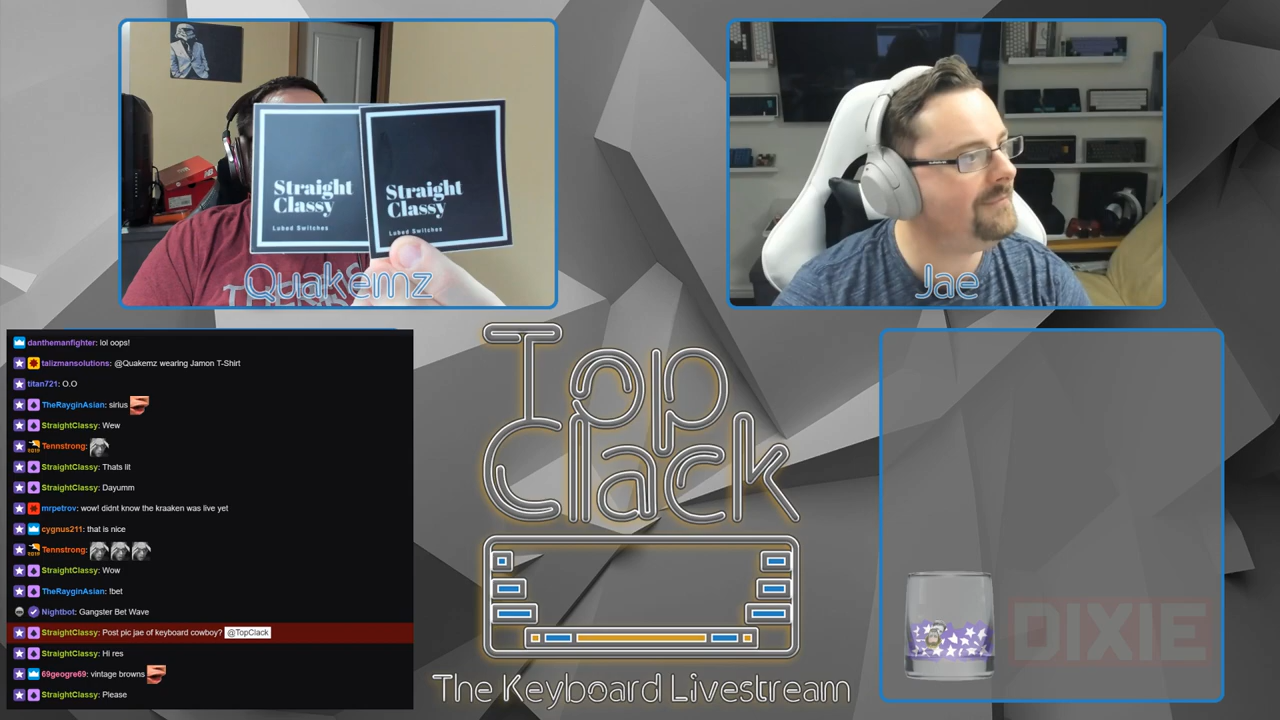 Straight
Classy
Lubed Switches
Straight
Classy
Lubed Switches
Quakemz
Jae
danthemanfighter: lol oops!
talizmansolutions: @Quakemz wearing Jamon T-Shirt
titan721: O.O
TheRayginAsian: sirius
StraightClassy: Wew
Tennstrong:
StraightClassy: Thats lit
StraightClassy: Dayumm
mrpetrov: wow! didnt know the kraaken was live yet
cygnus211: that is nice
Tennstrong:
StraightClassy: Wow
TheRayginAsian: !bet
Nightbot: Gangster Bet Wave
StraightClassy: Post pic jae of keyboard cowboy? @TopClack
StraightClassy: Hi res
69geogre69: vintage browns
StraightClassy: Please
Top
Clack
The Keyboard Livestream
DIXIE